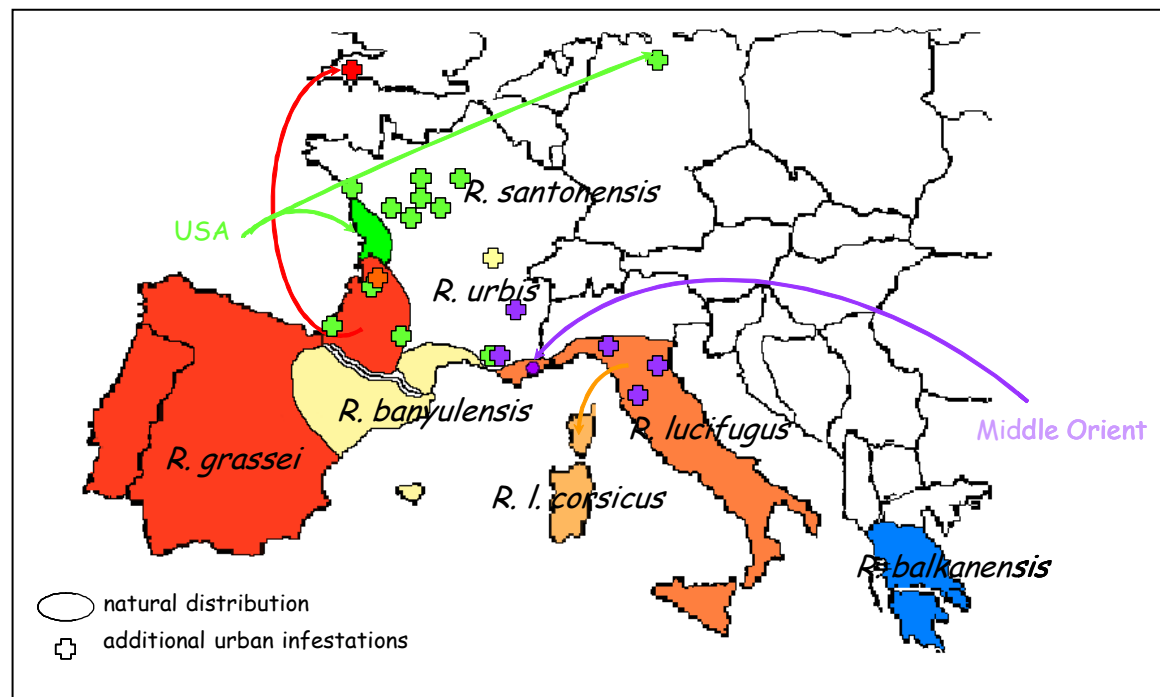 R. santonensis
USA
R. urbis
R. banyulensis
R. lucifugus
Middle Orient
R. grassei
R. l. corsicus
R. balkanensis
natural distribution
additional urban infestations